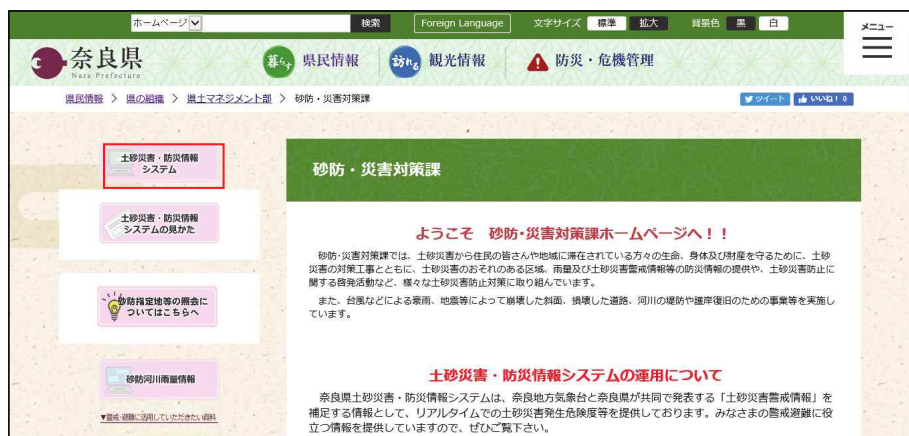 ホームページ 検索 Foreign Language 文字サイズ 標準 拡大 背景色 黒 白 メニュー
奈良県
Nara Prefecture
暮らす 県民情報 訪れる 観光情報 防災・危機管理
県民情報 > 県の組織 > 県土マネジメント部 > 砂防・災害対策課 ツイート いいね! 0
土砂災害・防災情報
システム
土砂災害・防災情報
システムの見かた
砂防指定地等の照会に
ついてはこちらへ
砂防河川雨量情報
▼警戒・避難に活用していただきたい資料
砂防・災害対策課
ようこそ 砂防・災害対策課ホームページへ!!
砂防・災害対策課では、土砂災害から住民の皆さんや地域に滞在されている方々の生命、身体及び財産を守るために、土砂
災害の対策工事とともに、土砂災害のおそれのある区域、雨量及び土砂災害警戒情報等の防災情報の提供や、土砂災害防止に
関する啓発活動など、様々な土砂災害防止対策に取り組んでいます。
また、台風などによる豪雨、地震等によって崩壊した斜面、損壊した道路、河川の堤防や護岸復旧のための事業等を実施し
ています。
土砂災害・防災情報システムの運用について
奈良県土砂災害・防災情報システムは、奈良地方気象台と奈良県が共同で発表する「土砂災害警戒情報」を
補足する情報として、リアルタイムでの土砂災害発生危険度等を提供しております。みなさまの警戒避難に役
立つ情報を提供していますので、ぜひご覧下さい。